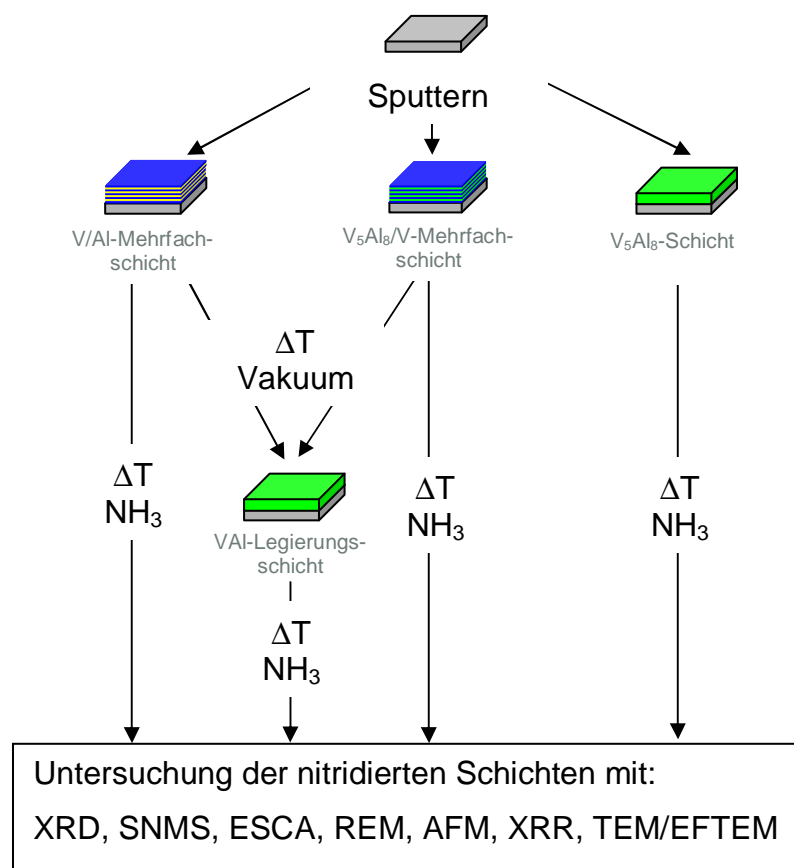 Sputtern
V/Al-Mehrfach-
schicht
V₅Al₈/V-Mehrfach-
schicht
V₅Al₈-Schicht
ΔT
Vakuum
ΔT
NH₃
VAl-Legierungs-
schicht
ΔT
NH₃
ΔT
NH₃
ΔT
NH₃
Untersuchung der nitridierten Schichten mit:
XRD, SNMS, ESCA, REM, AFM, XRR, TEM/EFTEM